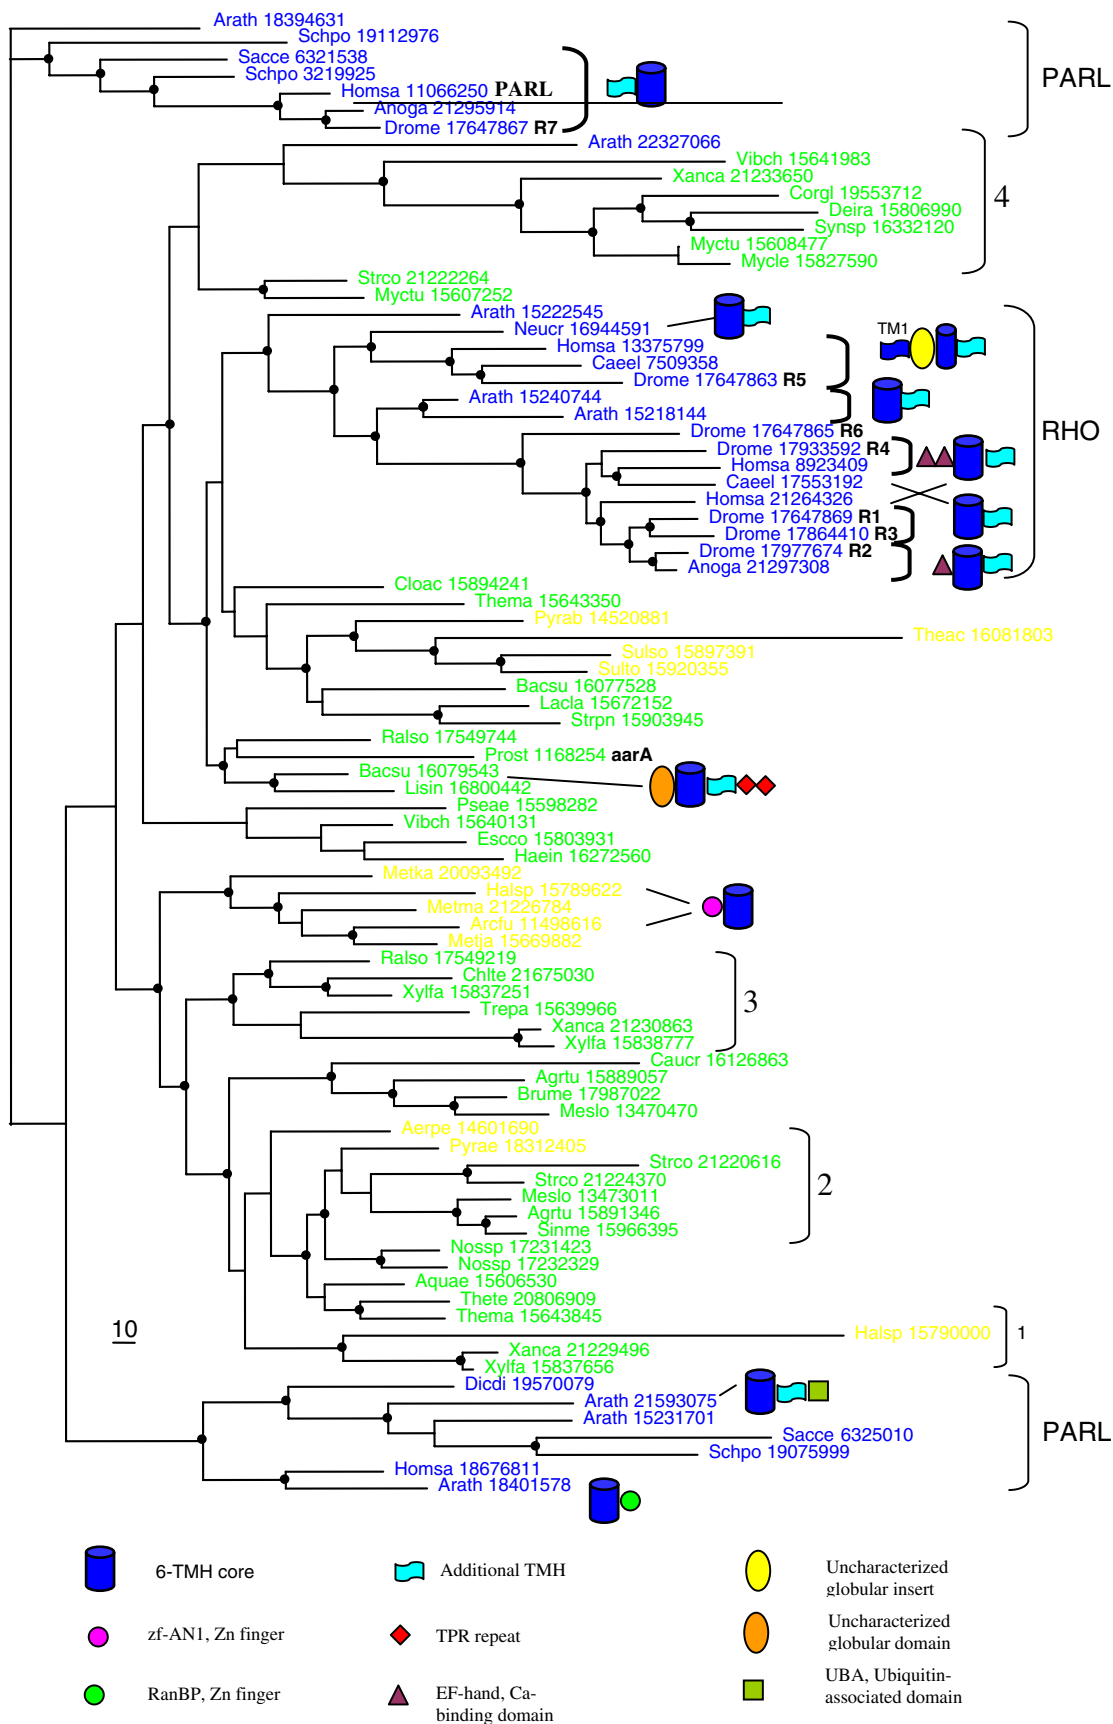 Arath 18394631
Schpo 19112976
Sacce 6321538
Schpo 3219925
Homsa 11066250 PARL
Anoga 21295914
Drome 17647867 R7
PARL
Arath 22327066
Vibch 15641983
Xanca 21233650
Corgl 19553712
Deira 15806990
Synsp 16332120
Myctu 15608477
Mycle 15827590
4
Strco 21222264
Myctu 15607252
Arath 15222545
Neucr 16944591
Homsa 13375799
Caeel 7509358
Drome 17647863 R5
TM1
Arath 15240744
Arath 15218144
Drome 17647865 R6
Drome 17933592 R4
Homsa 8923409
Caeel 17553192
Homsa 21264326
Drome 17647869 R1
Drome 17864410 R3
Drome 17977674 R2
Anoga 21297308
RHO
Cloac 15894241
Thema 15643350
Pyrab 14520881
Theac 16081803
Sulso 15897391
Sulto 15920355
Bacsu 16077528
Lacla 15672152
Strpn 15903945
Ralso 17549744
Prost 1168254 aarA
Bacsu 16079543
Lisin 16800442
Pseae 15598282
Vibch 15640131
Escco 15803931
Haein 16272560
Metka 20093492
Halsp 15789622
Metma 21226784
Arcfu 11498616
Metja 15669882
Ralso 17549219
Chlte 21675030
Xylfa 15837251
Trepa 15639966
Xanca 21230863
Xylfa 15838777
3
Caucr 16126863
Agrtu 15889057
Brume 17987022
Meslo 13470470
Aerpe 14601690
Pyrae 18312405
Strco 21220616
Strco 21224370
Meslo 13473011
Agrtu 15891346
Sinme 15966395
2
Nossp 17231423
Nossp 17232329
Aquae 15606530
Thete 20806909
Thema 15643845
10
Halsp 15790000
Xanca 21229496
Xylfa 15837656
1
Dicdi 19570079
Arath 21593075
Arath 15231701
Sacce 6325010
Schpo 19075999
Homsa 18676811
Arath 18401578
PARL
6-TMH core
Additional TMH
Uncharacterized
globular insert
zf-AN1, Zn finger
TPR repeat
Uncharacterized
globular domain
RanBP, Zn finger
EF-hand, Ca-
binding domain
UBA, Ubiquitin-
associated domain